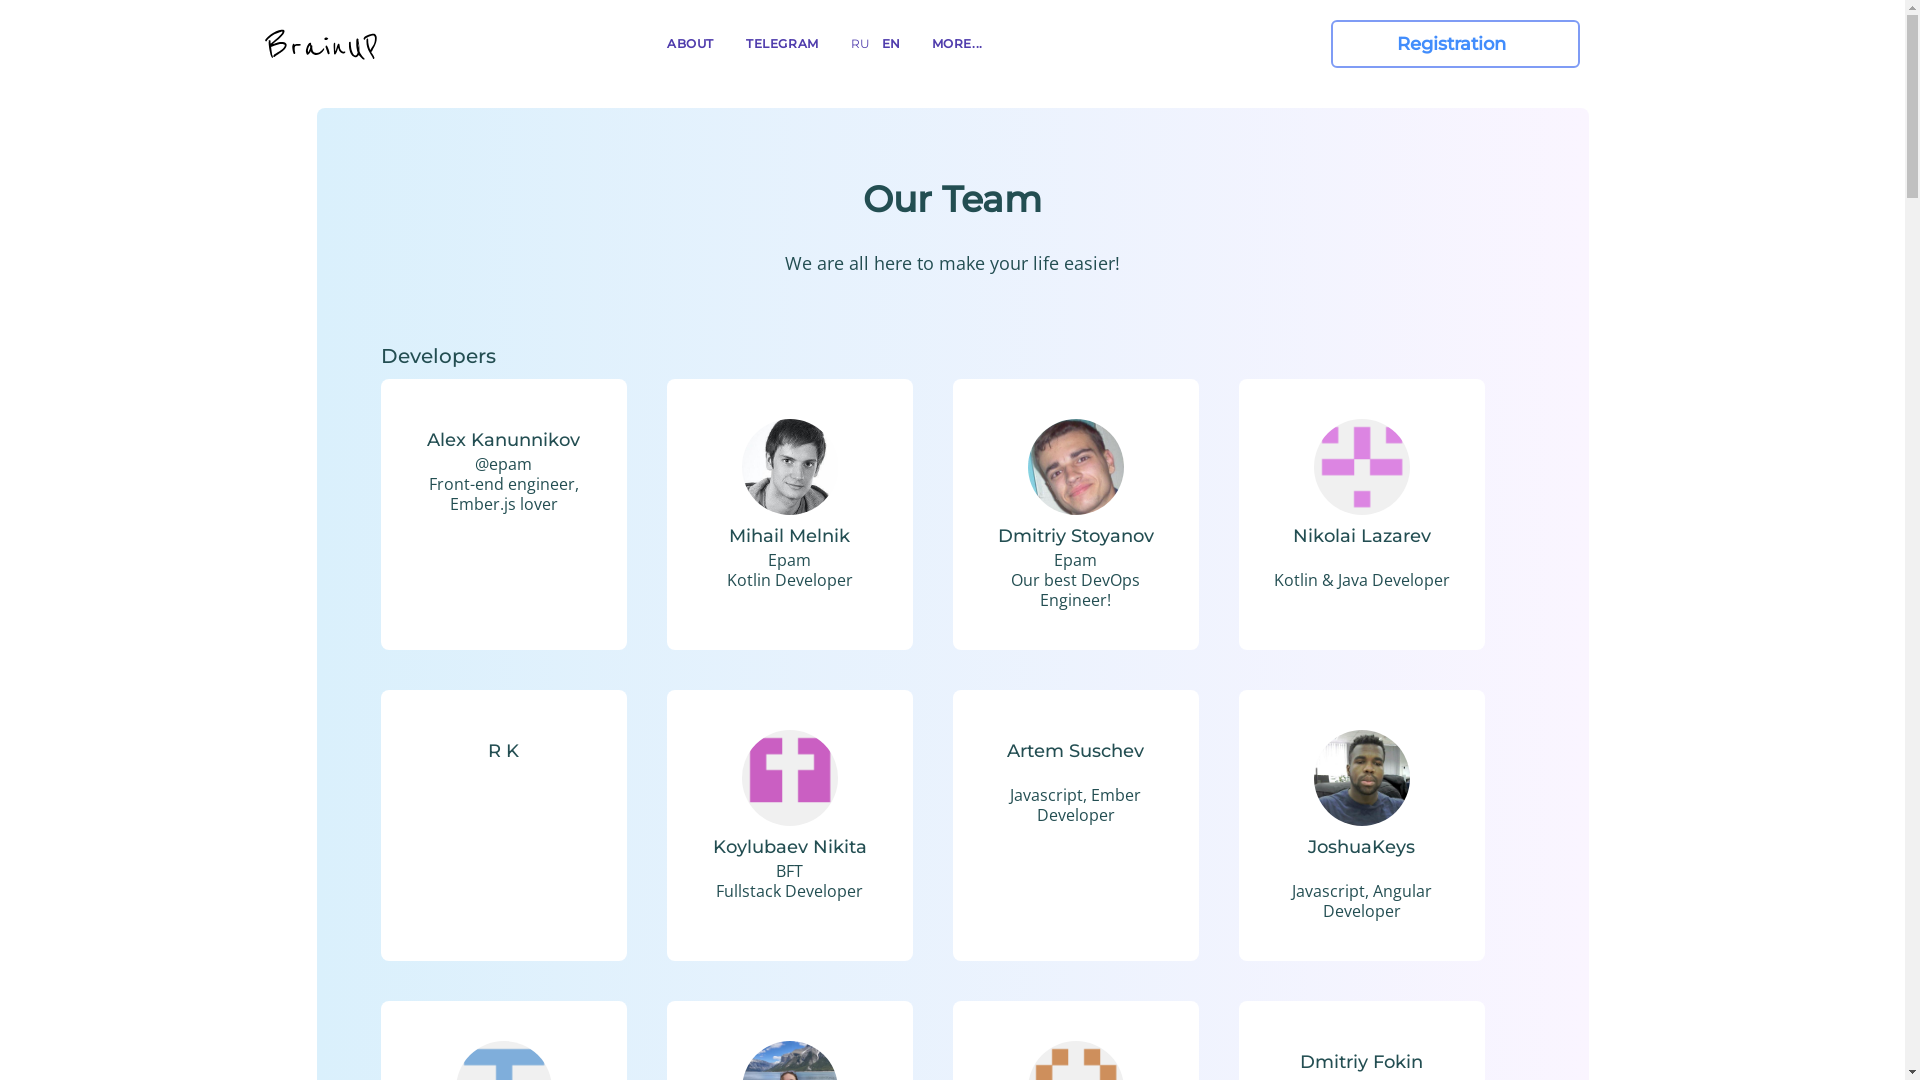 BrainUP
ABOUT
TELEGRAM
RU
EN
MORE...
Registration
Our Team
We are all here to make your life easier!
Developers
Alex Kanunnikov
@epam
Front-end engineer,
Ember.js lover
Mihail Melnik
Epam
Kotlin Developer
Dmitriy Stoyanov
Epam
Our best DevOps
Engineer!
Nikolai Lazarev
Kotlin & Java Developer
R K
Koylubaev Nikita
BFT
Fullstack Developer
Artem Suschev
Javascript, Ember
Developer
JoshuaKeys
Javascript, Angular
Developer
Dmitriy Fokin